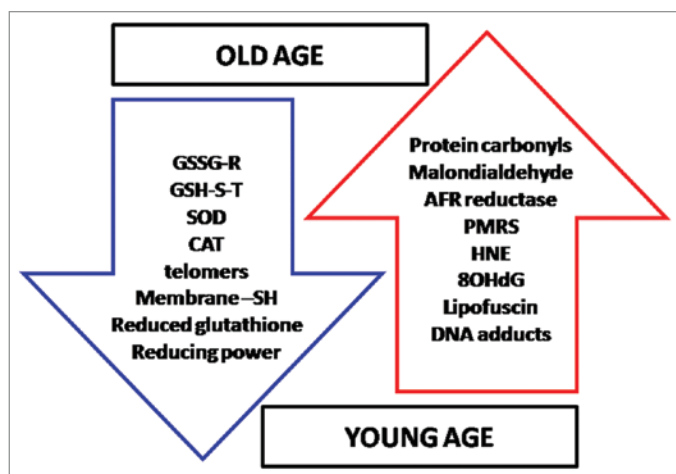 OLD AGE
GSSG-R
GSH-S-T
SOD
CAT
telomers
Membrane –SH
Reduced glutathione
Reducing power
Protein carbonyls
Malondialdehyde
AFR reductase
PMRS
HNE
8OHdG
Lipofuscin
DNA adducts
YOUNG AGE